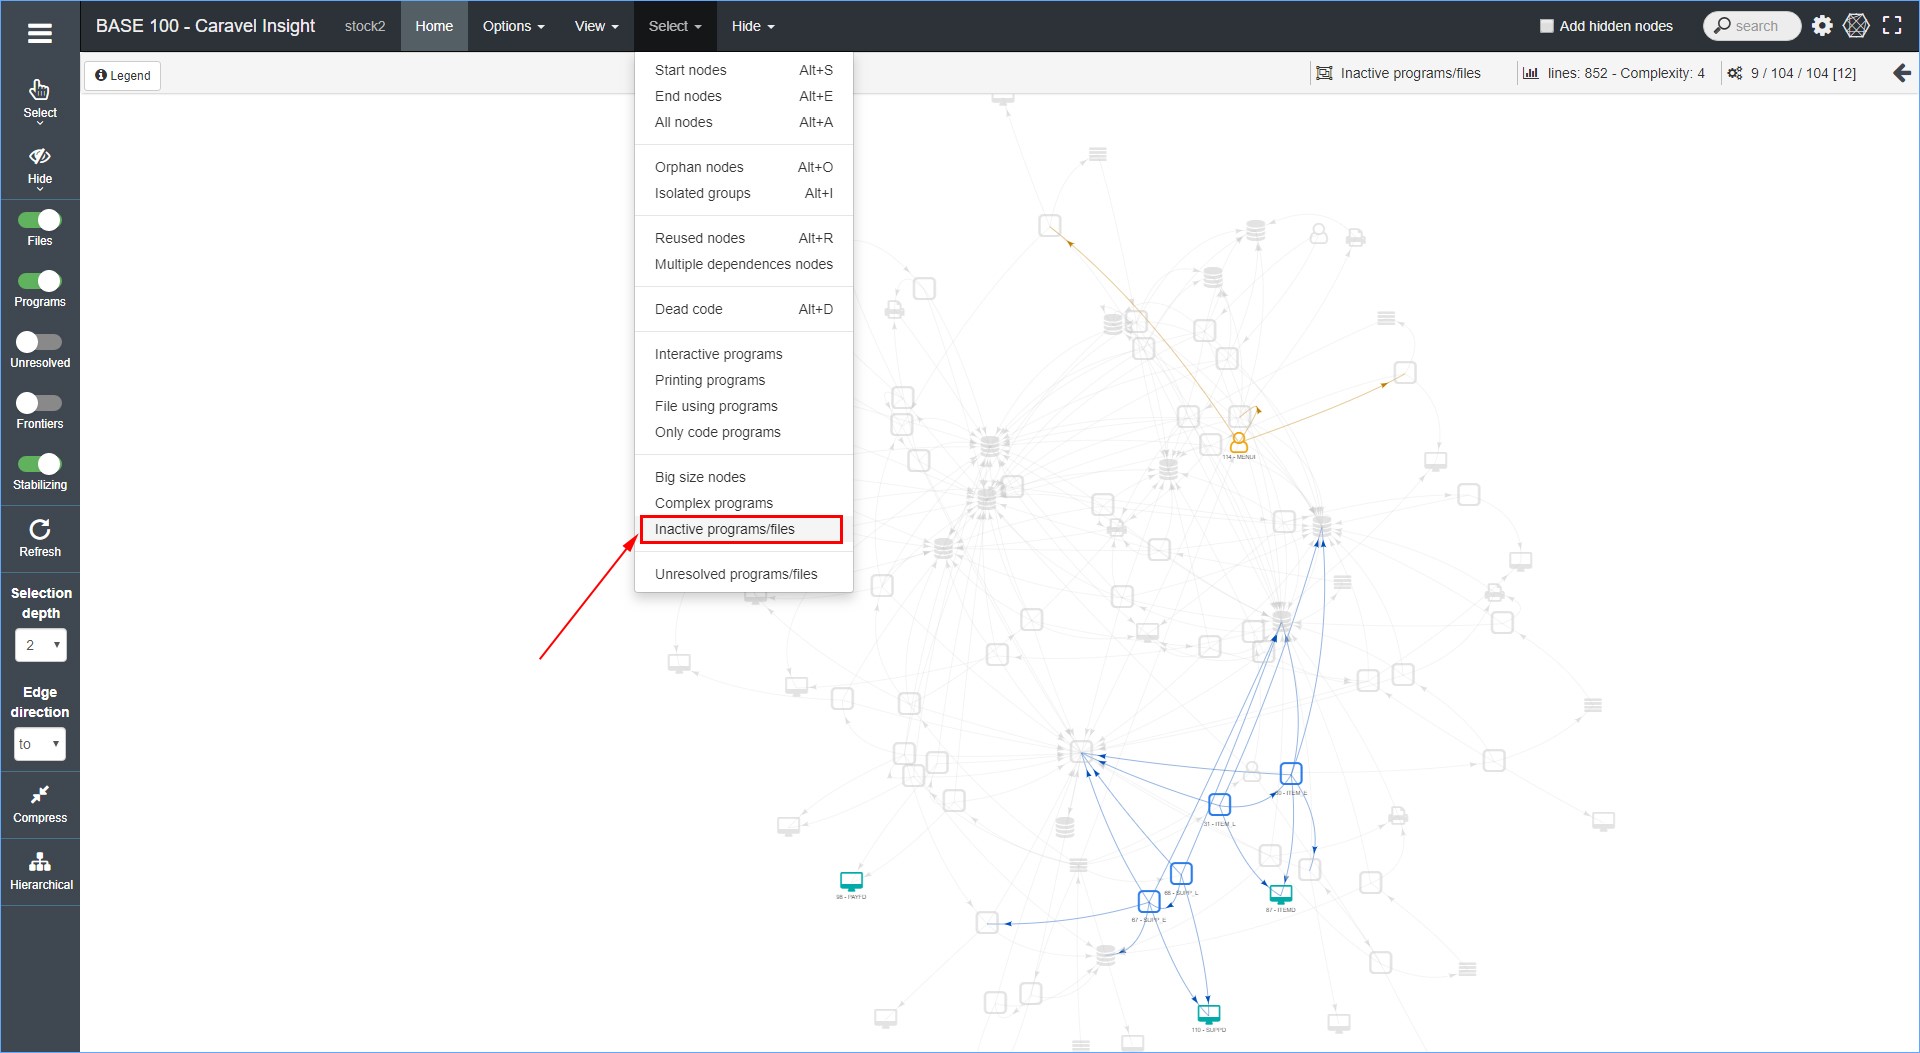 BASE 100 - Caravel Insight
stock2
Home
Options
View
Select
Hide
Add hidden nodes
search
Legend
Inactive programs/files
lines: 852 - Complexity: 4
9 / 104 / 104 [12]
Select
Hide
Files
Programs
Unresolved
Frontiers
Stabilizing
Refresh
Selection
depth
2
Edge
direction
to
Compress
Hierarchical
Start nodes Alt+S
End nodes Alt+E
All nodes Alt+A
Orphan nodes Alt+O
Isolated groups Alt+I
Reused nodes Alt+R
Multiple dependences nodes
Dead code Alt+D
Interactive programs
Printing programs
File using programs
Only code programs
Big size nodes
Complex programs
Inactive programs/files
Unresolved programs/files
114 - MENUI
31 - ITEM_L
66 - SUPP_L
67 - SUPP_E
87 - ITEMD
98 - PAYFD
110 - SUPPD